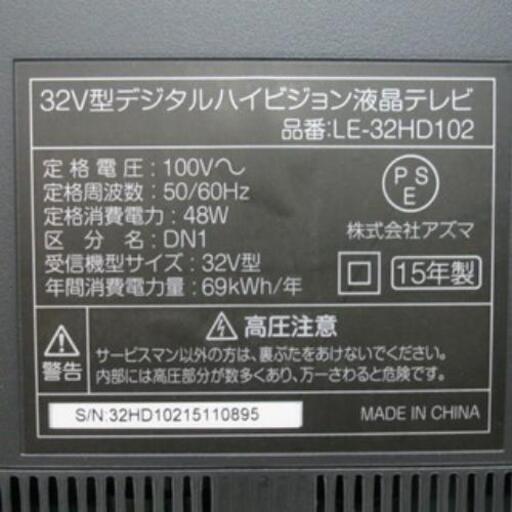 32V型デジタルハイビジョン液晶テレビ
品番:LE-32HD102
定格電圧:100V〜
定格周波数:50/60Hz
定格消費電力:48W
区分名:DN1
受信機型サイズ:32V型
年間消費電力量:69kWh/年
PSE
株式会社アズマ
15年製
警告
高圧注意
サービスマン以外の方は、裏ぶたをあけないでください。
内部には高圧部分が数多くあり、万一さわると危険です。
S/N:32HD10215110895
MADE IN CHINA